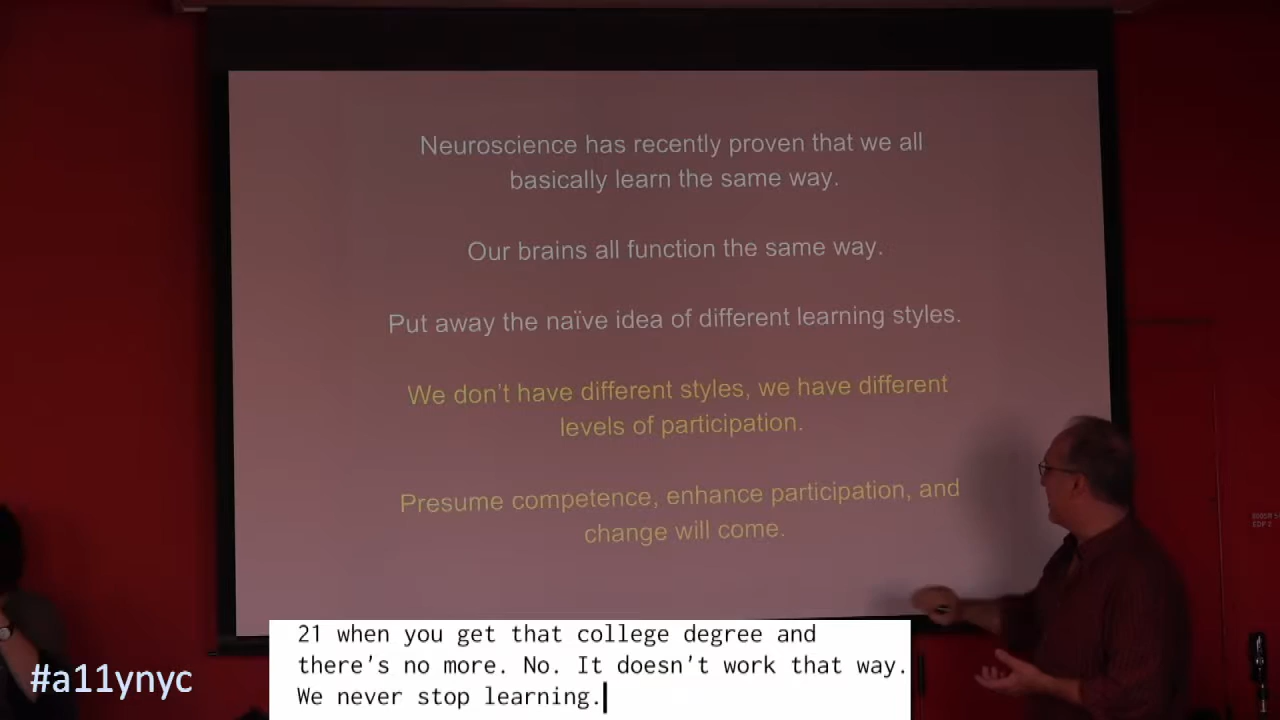 Neuroscience has recently proven that we all
basically learn the same way.
Our brains all function the same way.
Put away the naïve idea of different learning styles.
We don't have different styles, we have different
levels of participation.
Presume competence, enhance participation, and
change will come.
21 when you get that college degree and
there's no more. No. It doesn't work that way.
We never stop learning.
#a11ynyc